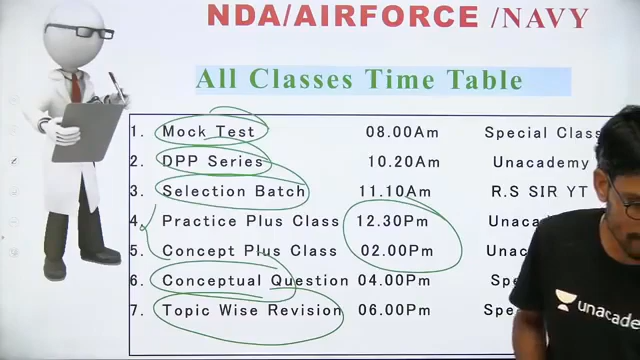 NDA/AIRFORCE /NAVY
All Classes Time Table
1. Mock Test 08.00Am Special Class
2. DPP Series 10.20Am Unacademy
3. Selection Batch 11.10Am R.S SIR YT
4. Practice Plus Class 12.30Pm
5. Concept Plus Class 02.00Pm
6. Conceptual Question 04.00Pm
7. Topic Wise Revision 06.00Pm